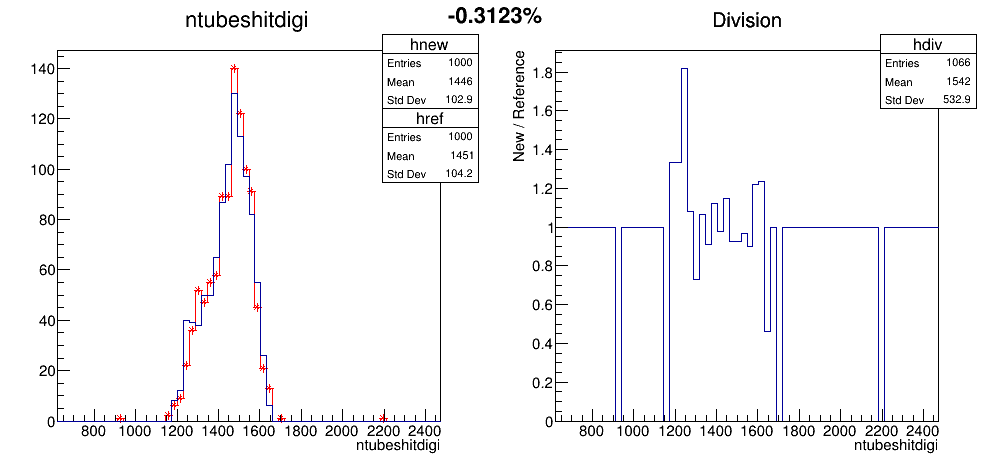 -0.3123%
ntubeshitdigi
hnew
Entries 1000
Mean 1446
Std Dev 102.9
href
Entries 1000
Mean 1451
Std Dev 104.2
140
120
100
80
60
40
20
0
800 1000 1200 1400 1600 1800 2000 2200 2400
ntubeshitdigi
Division
hdiv
Entries 1066
Mean 1542
Std Dev 532.9
New / Reference
1.8
1.6
1.4
1.2
1
0.8
0.6
0.4
0.2
0
800 1000 1200 1400 1600 1800 2000 2200 2400
ntubeshitdigi